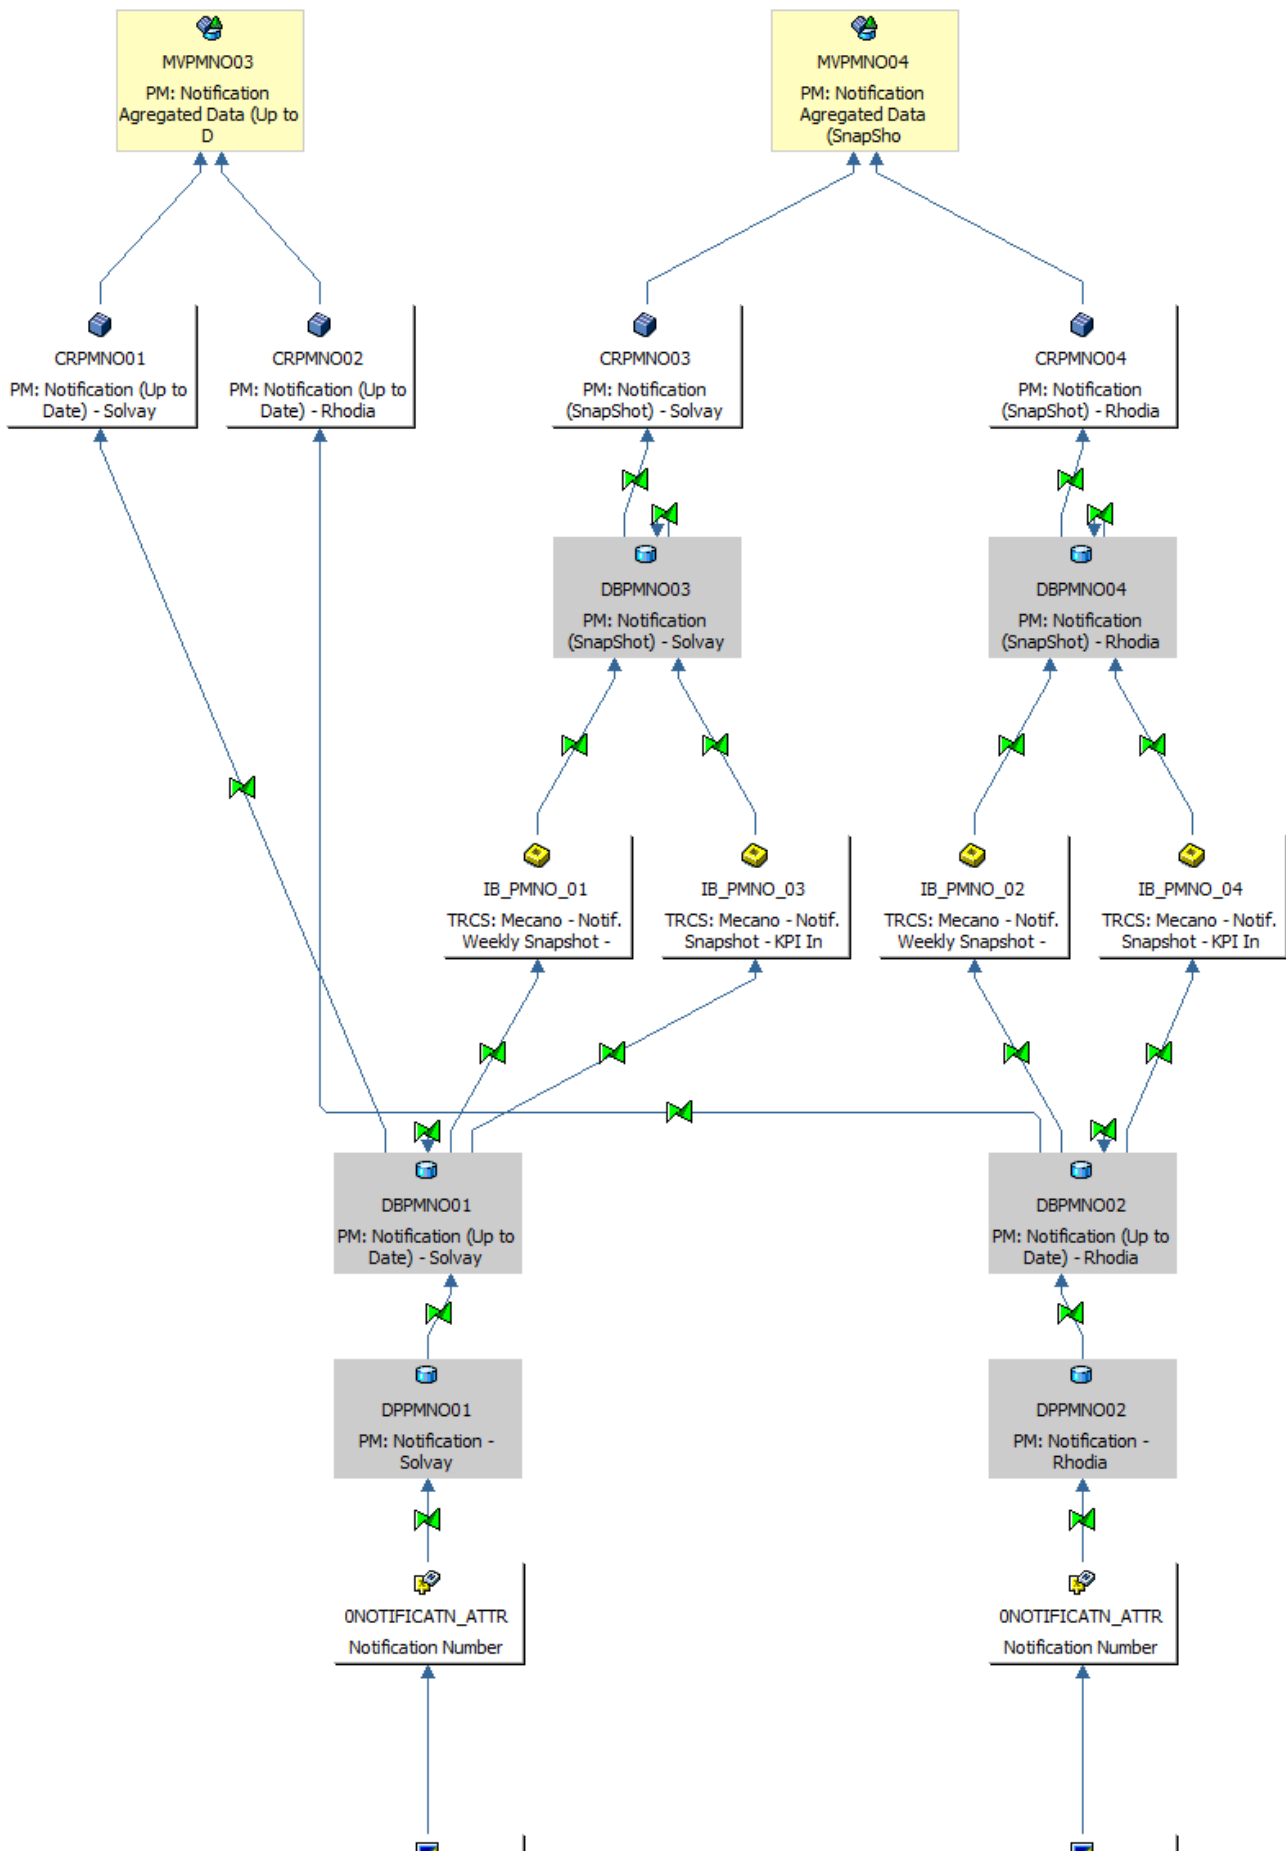 MVPMNO03
PM: Notification
Agregated Data (Up to
D
MVPMNO04
PM: Notification
Agregated Data
(SnapSho
CRPMNO01
PM: Notification (Up to
Date) - Solvay
CRPMNO02
PM: Notification (Up to
Date) - Rhodia
CRPMNO03
PM: Notification
(SnapShot) - Solvay
CRPMNO04
PM: Notification
(SnapShot) - Rhodia
DBPMNO03
PM: Notification
(SnapShot) - Solvay
DBPMNO04
PM: Notification
(SnapShot) - Rhodia
IB_PMNO_01
TRCS: Mecano - Notif.
Weekly Snapshot -
IB_PMNO_03
TRCS: Mecano - Notif.
Snapshot - KPI In
IB_PMNO_02
TRCS: Mecano - Notif.
Weekly Snapshot -
IB_PMNO_04
TRCS: Mecano - Notif.
Snapshot - KPI In
DBPMNO01
PM: Notification (Up to
Date) - Solvay
DBPMNO02
PM: Notification (Up to
Date) - Rhodia
DPPMNO01
PM: Notification -
Solvay
DPPMNO02
PM: Notification -
Rhodia
0NOTIFICATN_ATTR
Notification Number
0NOTIFICATN_ATTR
Notification Number